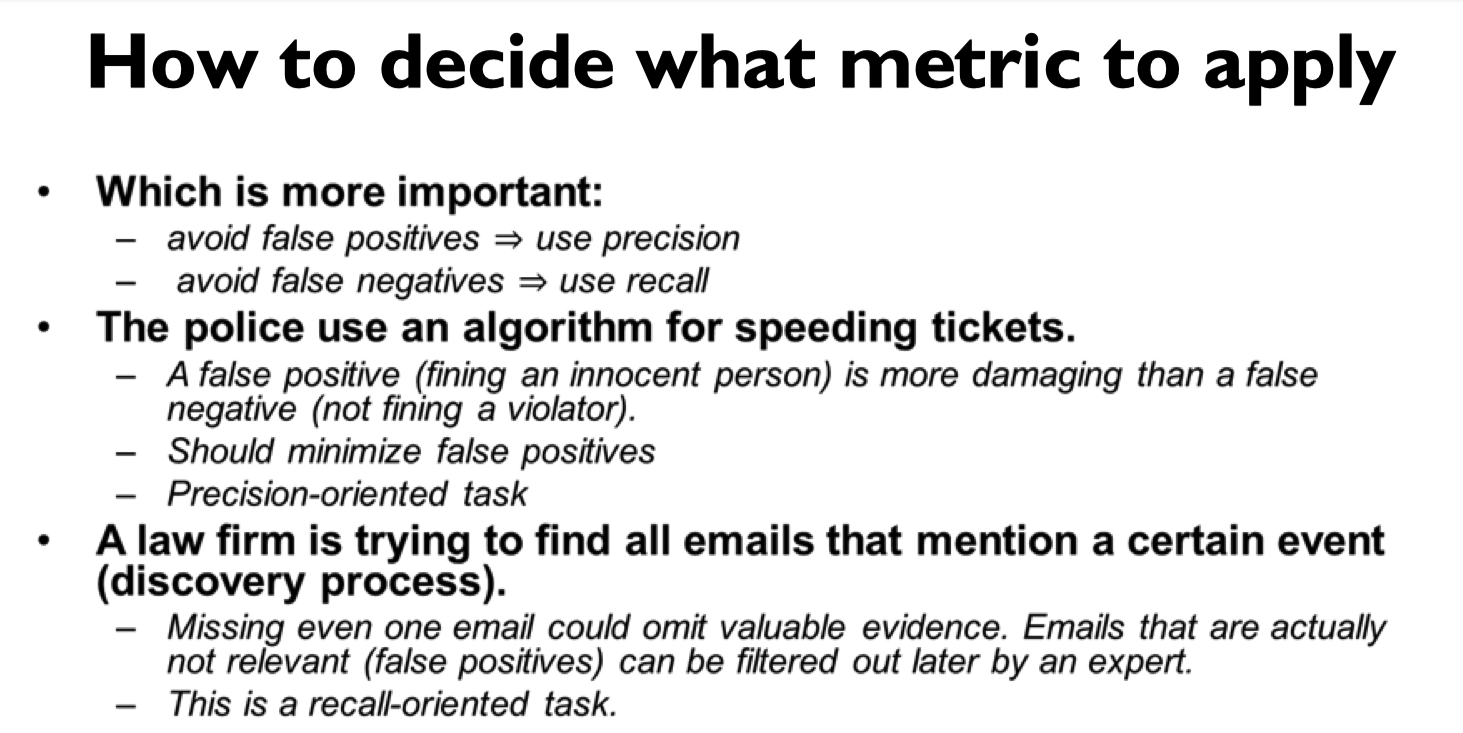 How to decide what metric to apply
• Which is more important:
– avoid false positives ⇒ use precision
– avoid false negatives ⇒ use recall
• The police use an algorithm for speeding tickets.
– A false positive (fining an innocent person) is more damaging than a false
negative (not fining a violator).
– Should minimize false positives
– Precision-oriented task
• A law firm is trying to find all emails that mention a certain event
(discovery process).
– Missing even one email could omit valuable evidence. Emails that are actually
not relevant (false positives) can be filtered out later by an expert.
– This is a recall-oriented task.